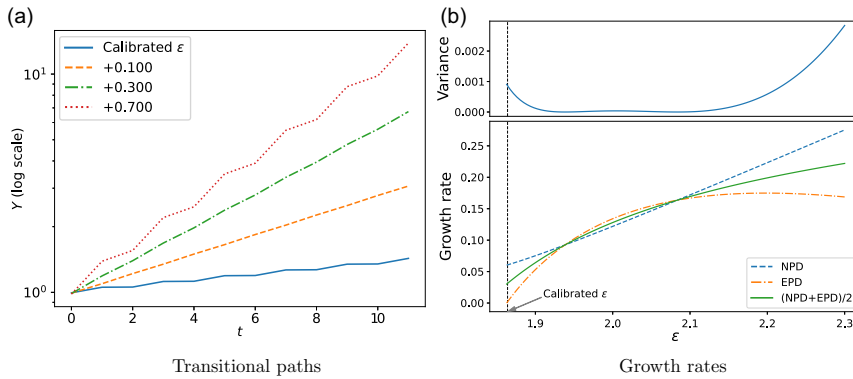 (a)
Y (log scale)
10¹
10⁰
Calibrated ε
+0.100
+0.300
+0.700
0 2 4 6 8 10
t
Transitional paths
(b)
Variance
0.002
0.001
0.000
Growth rate
0.25
0.20
0.15
0.10
0.05
0.00
NPD
EPD
(NPD+EPD)/2
Calibrated ε
1.9 2.0 2.1 2.2 2.3
ε
Growth rates